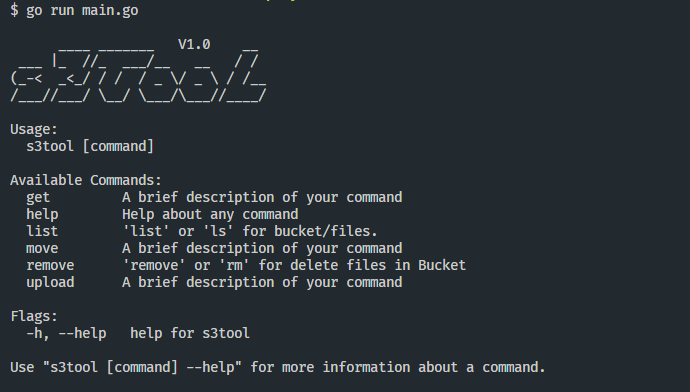 $ go run main.go
V1.0
s3TooL
Usage:
s3tool [command]
Available Commands:
get A brief description of your command
help Help about any command
list 'list' or 'ls' for bucket/files.
move A brief description of your command
remove 'remove' or 'rm' for delete files in Bucket
upload A brief description of your command
Flags:
-h, --help help for s3tool
Use "s3tool [command] --help" for more information about a command.